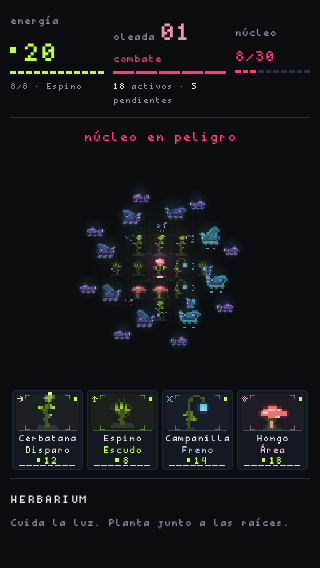 energía
20
8/8 · Espino
oleada 01
combate
18 activos · 5
pendientes
núcleo
8/30
núcleo en peligro
Cerbatana
Disparo
12
Espino
Escudo
8
Campanilla
Freno
14
Hongo
Área
18
HERBARIUM
Cuida la luz. Planta junto a las raíces.